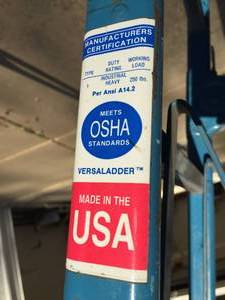 MANUFACTURERS
CERTIFICATION
DUTY WORKING
TYPE RATING LOAD
INDUSTRIAL
HEAVY 250 lbs.
Per Ansi A14.2
MEETS
OSHA
STANDARDS
VERSALADDER™
MADE IN THE
USA